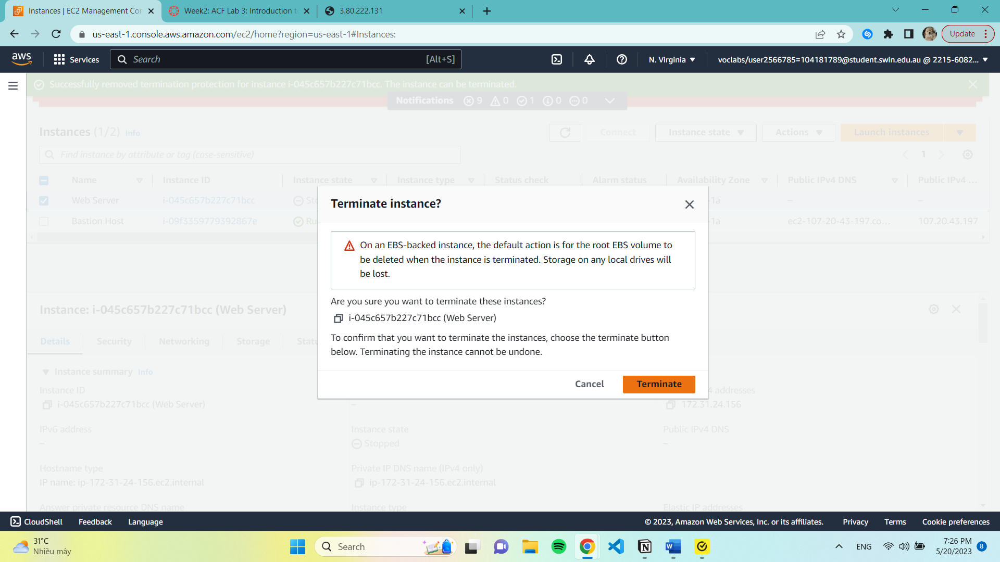 Instances | EC2 Management Con
Week2: ACF Lab 3: Introduction to
3.80.222.131
us-east-1.console.aws.amazon.com/ec2/home?region=us-east-1#Instances:
Update
aws
Services
Search
[Alt+S]
N. Virginia
voclabs/user2566785=104181789@student.swin.edu.au @ 2215-6082...
Successfully removed termination protection for instance i-045c657b227c71bcc. The instance can be terminated.
Notifications 9 0 1 0 0
Instances (1/2) Info
Connect
Instance state
Actions
Launch instances
Find instance by attribute or tag (case-sensitive)
1
Name Instance ID Instance state Instance type Status check Alarm status Availability Zone Public IPv4 DNS Public IPv4 ...
Web Server i-045c657b227c71bcc Sto -1a – –
Bastion Host i-09f3359779392867e Ru -1a ec2-107-20-43-197.co... 107.20.43.197
Terminate instance?
On an EBS-backed instance, the default action is for the root EBS volume to
be deleted when the instance is terminated. Storage on any local drives will
be lost.
Are you sure you want to terminate these instances?
i-045c657b227c71bcc (Web Server)
To confirm that you want to terminate the instances, choose the terminate button
below. Terminating the instance cannot be undone.
Cancel
Terminate
Instance: i-045c657b227c71bcc (Web Server)
Details Security Networking Storage Statu
Instance summary Info
Instance ID
i-045c657b227c71bcc (Web Server)
–
4 addresses
172.31.24.156
IPv6 address
–
Instance state
Stopped
Public IPv4 DNS
–
Hostname type
IP name: ip-172-31-24-156.ec2.internal
Private IP DNS name (IPv4 only)
ip-172-31-24-156.ec2.internal
Answer private resource DNS name
Instance type
Elastic IP addresses
CloudShell Feedback Language
© 2023, Amazon Web Services, Inc. or its affiliates. Privacy Terms Cookie preferences
31°C
Nhiều mây
Search
ENG
7:26 PM
5/20/2023
8